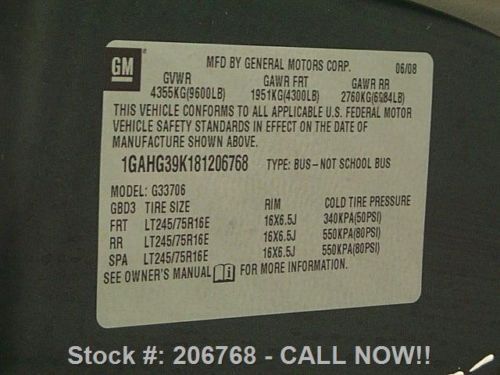 GM
MFD BY GENERAL MOTORS CORP. 06/08
GVWR GAWR FRT GAWR RR
4355KG(9600LB) 1951KG(4300LB) 2760KG(6084LB)
THIS VEHICLE CONFORMS TO ALL APPLICABLE U.S. FEDERAL MOTOR
VEHICLE SAFETY STANDARDS IN EFFECT ON THE DATE OF
MANUFACTURE SHOWN ABOVE.
1GAHG39K181206768 TYPE: BUS-NOT SCHOOL BUS
MODEL: G33706
GBD3 TIRE SIZE RIM COLD TIRE PRESSURE
FRT LT245/75R16E 16X6.5J 340KPA(50PSI)
RR LT245/75R16E 16X6.5J 550KPA(80PSI)
SPA LT245/75R16E 16X6.5J 550KPA(80PSI)
SEE OWNER'S MANUAL FOR MORE INFORMATION.
Stock #: 206768 - CALL NOW!!